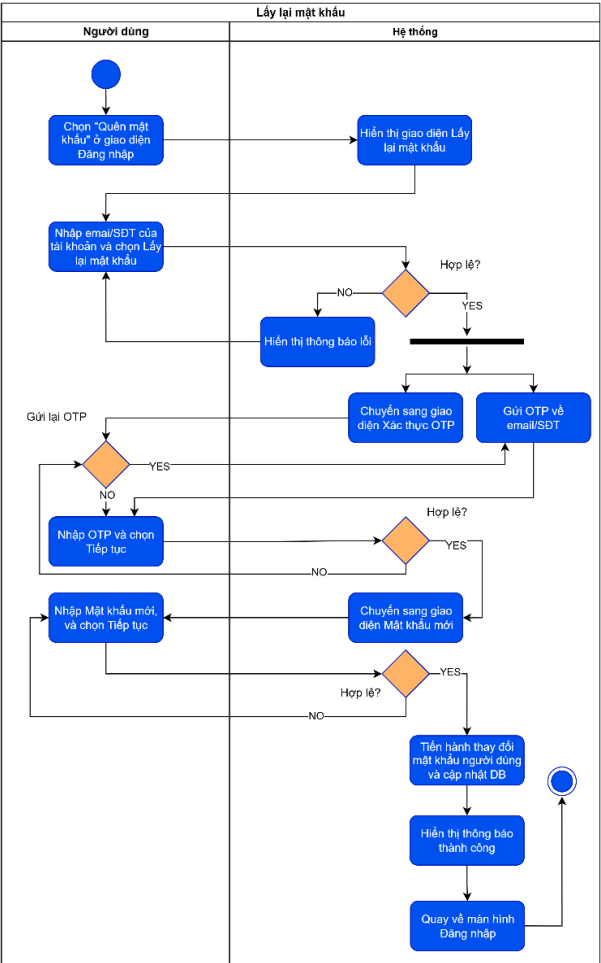 Lấy lại mật khẩu
Người dùng
Hệ thống
Chọn "Quên mật
khẩu" ở giao diện
Đăng nhập
Hiển thị giao diện Lấy
lại mật khẩu
Nhập emai/SĐT của
tài khoản và chọn Lấy
lại mật khẩu
Hợp lệ?
NO
YES
Hiển thị thông báo lỗi
Gửi lại OTP
Chuyển sang giao
diện Xác thực OTP
Gửi OTP về
email/SĐT
YES
NO
Nhập OTP và chọn
Tiếp tục
Hợp lệ?
YES
NO
Nhập Mật khẩu mới,
và chọn Tiếp tục
Chuyển sang giao
diện Mật khẩu mới
YES
Hợp lệ?
NO
Tiến hành thay đổi
mật khẩu người dùng
và cập nhật DB
Hiển thị thông báo
thành công
Quay về màn hình
Đăng nhập